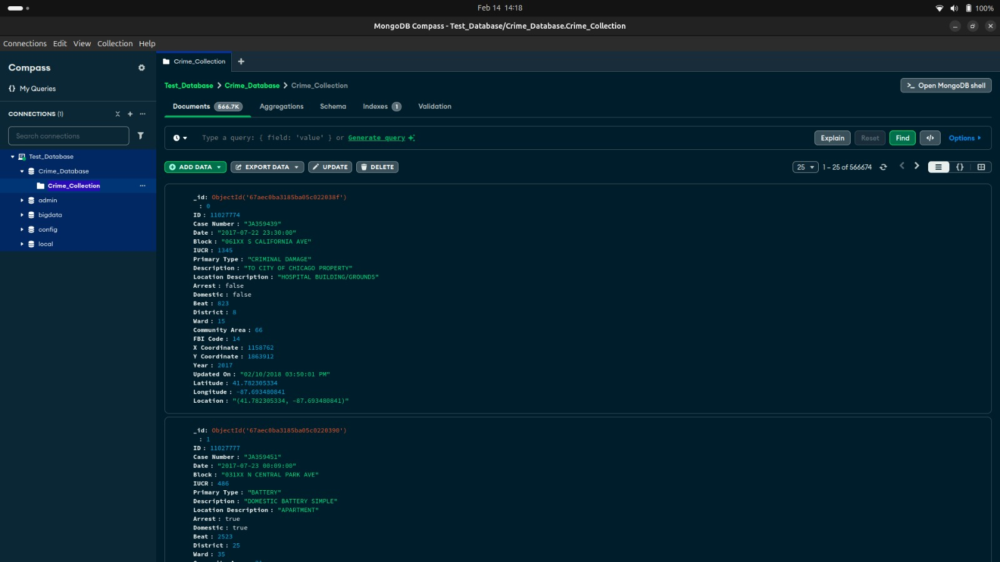 Feb 14 14:18
100%
MongoDB Compass - Test_Database/Crime_Database.Crime_Collection
Connections Edit View Collection Help
Compass
{} My Queries
CONNECTIONS (1)
Search connections
Test_Database
Crime_Database
Crime_Collection
admin
bigdata
config
local
Crime_Collection
Test_Database > Crime_Database > Crime_Collection
>_ Open MongoDB shell
Documents 566.7K Aggregations Schema Indexes 1 Validation
Type a query: { field: 'value' } or Generate query
Explain Reset Find </> Options
ADD DATA EXPORT DATA UPDATE DELETE
25 1 – 25 of 566674 {}
_id: ObjectId('67aec0ba3185ba05c022038f')
: 0
ID : 11027774
Case Number : "JA359439"
Date : "2017-07-22 23:30:00"
Block : "061XX S CALIFORNIA AVE"
IUCR : 1345
Primary Type : "CRIMINAL DAMAGE"
Description : "TO CITY OF CHICAGO PROPERTY"
Location Description : "HOSPITAL BUILDING/GROUNDS"
Arrest : false
Domestic : false
Beat : 823
District : 8
Ward : 15
Community Area : 66
FBI Code : 14
X Coordinate : 1158762
Y Coordinate : 1863912
Year : 2017
Updated On : "02/10/2018 03:50:01 PM"
Latitude : 41.782305334
Longitude : -87.693480841
Location : "(41.782305334, -87.693480841)"
_id: ObjectId('67aec0ba3185ba05c0220390')
: 1
ID : 11027777
Case Number : "JA359451"
Date : "2017-07-23 00:09:00"
Block : "031XX N CENTRAL PARK AVE"
IUCR : 486
Primary Type : "BATTERY"
Description : "DOMESTIC BATTERY SIMPLE"
Location Description : "APARTMENT"
Arrest : true
Domestic : true
Beat : 2523
District : 25
Ward : 35